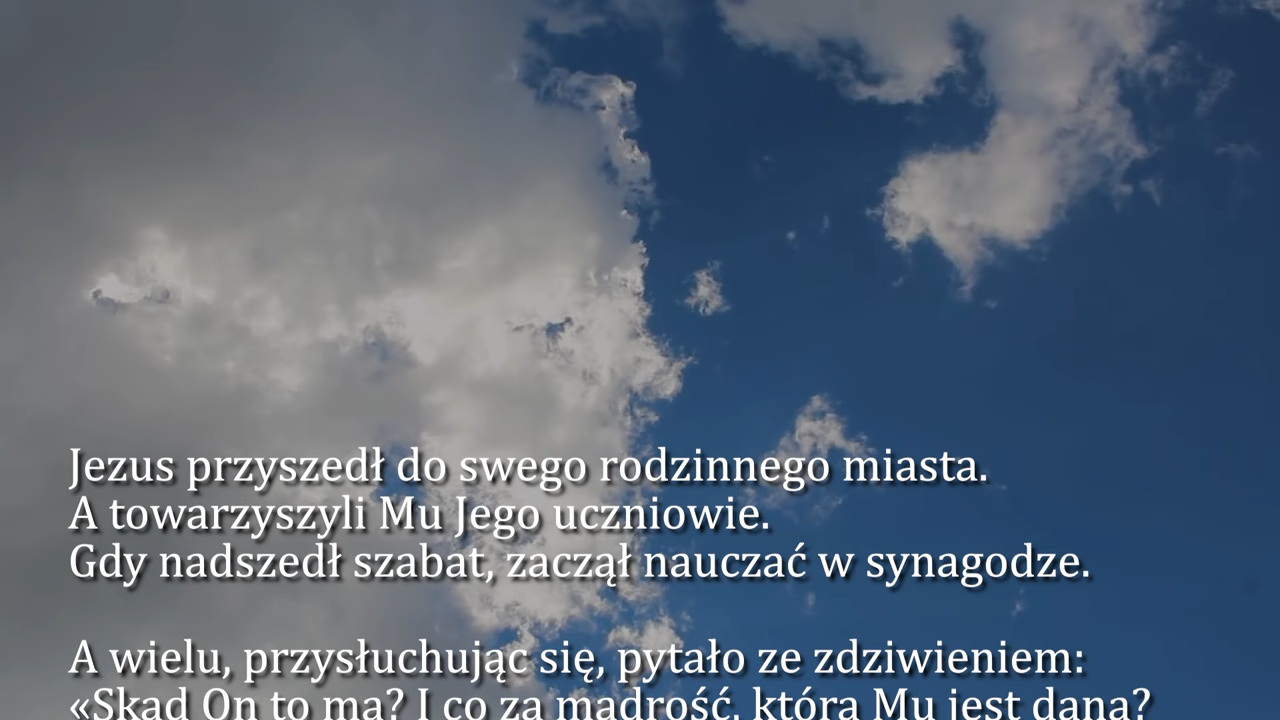 Jezus przyszedł do swego rodzinnego miasta.
A towarzyszyli Mu Jego uczniowie.
Gdy nadszedł szabat, zaczął nauczać w synagodze.
A wielu, przysłuchując się, pytało ze zdziwieniem:
«Skąd On to ma? I co za mądrość, która Mu jest dana?